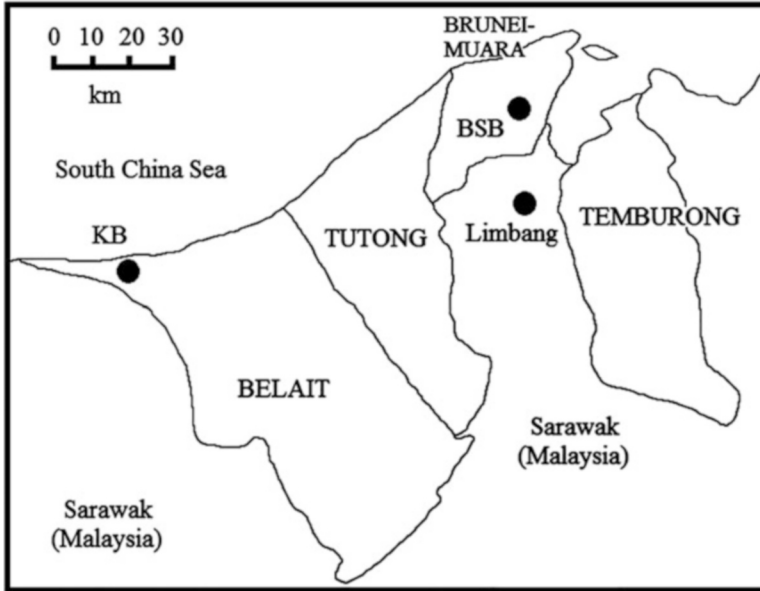 BRUNEI-
MUARA
0 10 20 30
km
BSB
South China Sea
KB
TUTONG
Limbang
TEMBURONG
BELAIT
Sarawak
(Malaysia)
Sarawak
(Malaysia)